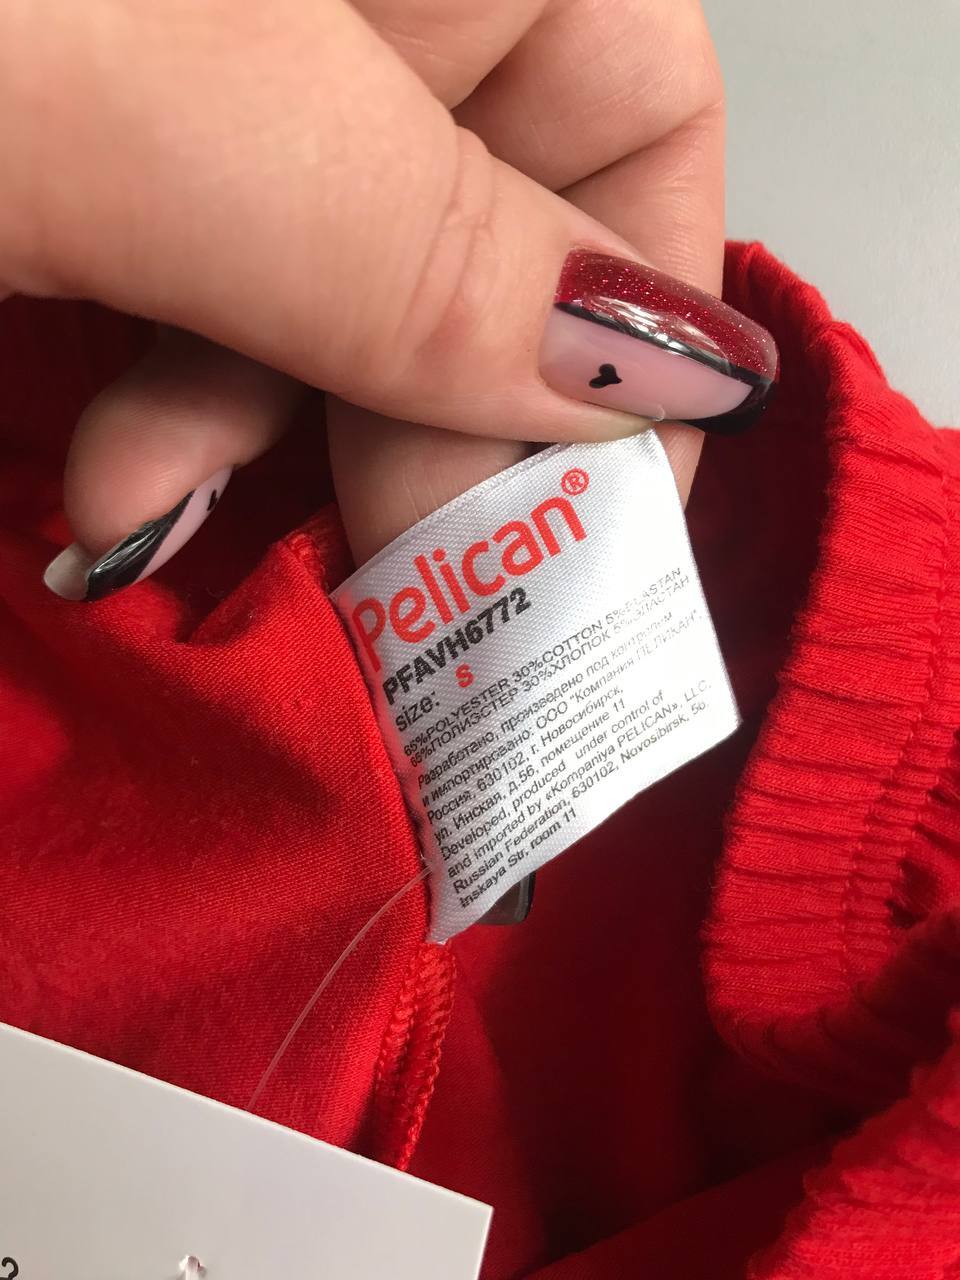 Pelican®
PFAVH6772
size: S
65%POLYESTER 30%COTTON 5%ELASTAN
65%ПОЛИЭСТЕР 30%ХЛОПОК 5%ЭЛАСТАН
Разработано, произведено под контролем
и импортировано: ООО "Компания ПЕЛИКАН".
Россия, 630102, г. Новосибирск,
ул. Инская, д.56, помещение 11
Developed, produced under control of
and imported by «Kompaniya PELICAN», LLC.
Russian Federation, 630102, Novosibirsk, 56,
Inskaya Str, room 11